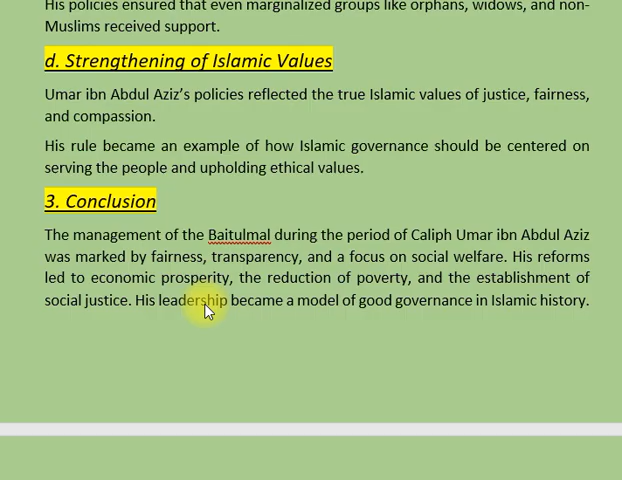 His policies ensured that even marginalized groups like orphans, widows, and non-
Muslims received support.
d. Strengthening of Islamic Values
Umar ibn Abdul Aziz’s policies reflected the true Islamic values of justice, fairness,
and compassion.
His rule became an example of how Islamic governance should be centered on
serving the people and upholding ethical values.
3. Conclusion
The management of the Baitulmal during the period of Caliph Umar ibn Abdul Aziz
was marked by fairness, transparency, and a focus on social welfare. His reforms
led to economic prosperity, the reduction of poverty, and the establishment of
social justice. His leadership became a model of good governance in Islamic history.